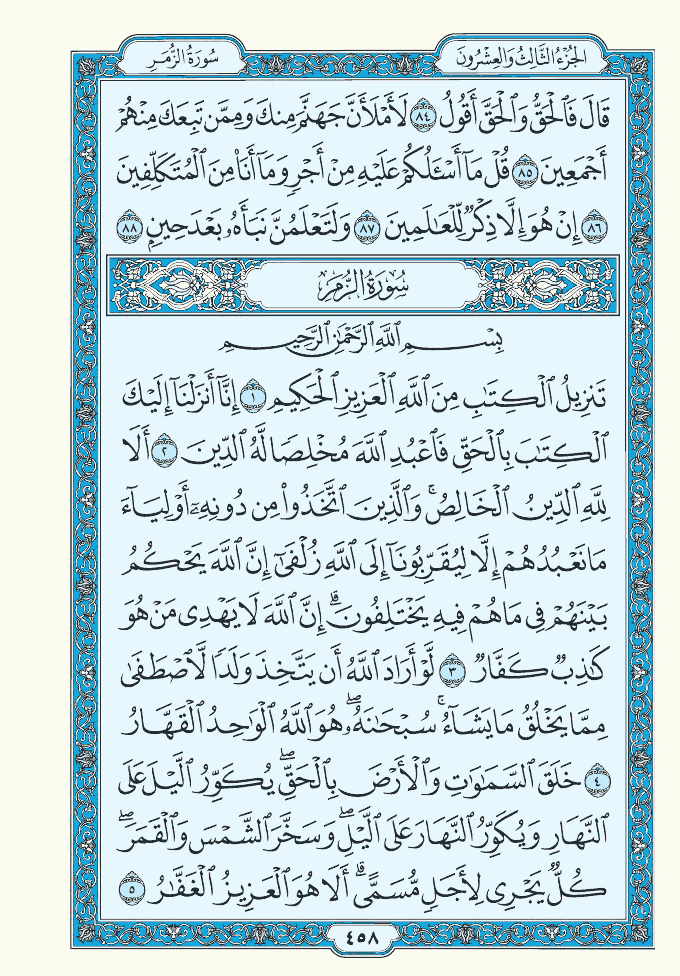 الجُزْءُ الثَّالِثُ وَالعِشْرُونَ
سُورَةُ الزُّمَرِ
قَالَ فَٱلْحَقُّ وَٱلْحَقَّ أَقُولُ ٨٤ لَأَمْلَأَنَّ جَهَنَّمَ مِنكَ وَمِمَّن تَبِعَكَ مِنْهُمْ
أَجْمَعِينَ ٨٥ قُلْ مَآ أَسْـَٔلُكُمْ عَلَيْهِ مِنْ أَجْرٍ وَمَآ أَنَا۠ مِنَ ٱلْمُتَكَلِّفِينَ
٨٦ إِنْ هُوَ إِلَّا ذِكْرٌ لِّلْعَـٰلَمِينَ ٨٧ وَلَتَعْلَمُنَّ نَبَأَهُۥ بَعْدَ حِينِۭ ٨٨
سُورَةُ الزُّمَرِ
بِسْمِ ٱللَّهِ ٱلرَّحْمَـٰنِ ٱلرَّحِيمِ
تَنزِيلُ ٱلْكِتَـٰبِ مِنَ ٱللَّهِ ٱلْعَزِيزِ ٱلْحَكِيمِ ١ إِنَّآ أَنزَلْنَآ إِلَيْكَ
ٱلْكِتَـٰبَ بِٱلْحَقِّ فَٱعْبُدِ ٱللَّهَ مُخْلِصًا لَّهُ ٱلدِّينَ ٢ أَلَا
لِلَّهِ ٱلدِّينُ ٱلْخَالِصُ ۚ وَٱلَّذِينَ ٱتَّخَذُوا۟ مِن دُونِهِۦٓ أَوْلِيَآءَ
مَا نَعْبُدُهُمْ إِلَّا لِيُقَرِّبُونَآ إِلَى ٱللَّهِ زُلْفَىٰٓ إِنَّ ٱللَّهَ يَحْكُمُ
بَيْنَهُمْ فِى مَا هُمْ فِيهِ يَخْتَلِفُونَ ۗ إِنَّ ٱللَّهَ لَا يَهْدِى مَنْ هُوَ
كَـٰذِبٌ كَفَّارٌ ٣ لَّوْ أَرَادَ ٱللَّهُ أَن يَتَّخِذَ وَلَدًا لَّٱصْطَفَىٰ
مِمَّا يَخْلُقُ مَا يَشَآءُ ۚ سُبْحَـٰنَهُۥ ۖ هُوَ ٱللَّهُ ٱلْوَٰحِدُ ٱلْقَهَّارُ
٤ خَلَقَ ٱلسَّمَـٰوَٰتِ وَٱلْأَرْضَ بِٱلْحَقِّ ۖ يُكَوِّرُ ٱلَّيْلَ عَلَى
ٱلنَّهَارِ وَيُكَوِّرُ ٱلنَّهَارَ عَلَى ٱلَّيْلِ ۖ وَسَخَّرَ ٱلشَّمْسَ وَٱلْقَمَرَ ۖ
كُلٌّ يَجْرِى لِأَجَلٍ مُّسَمًّى ۗ أَلَا هُوَ ٱلْعَزِيزُ ٱلْغَفَّـٰرُ ٥
٤٥٨